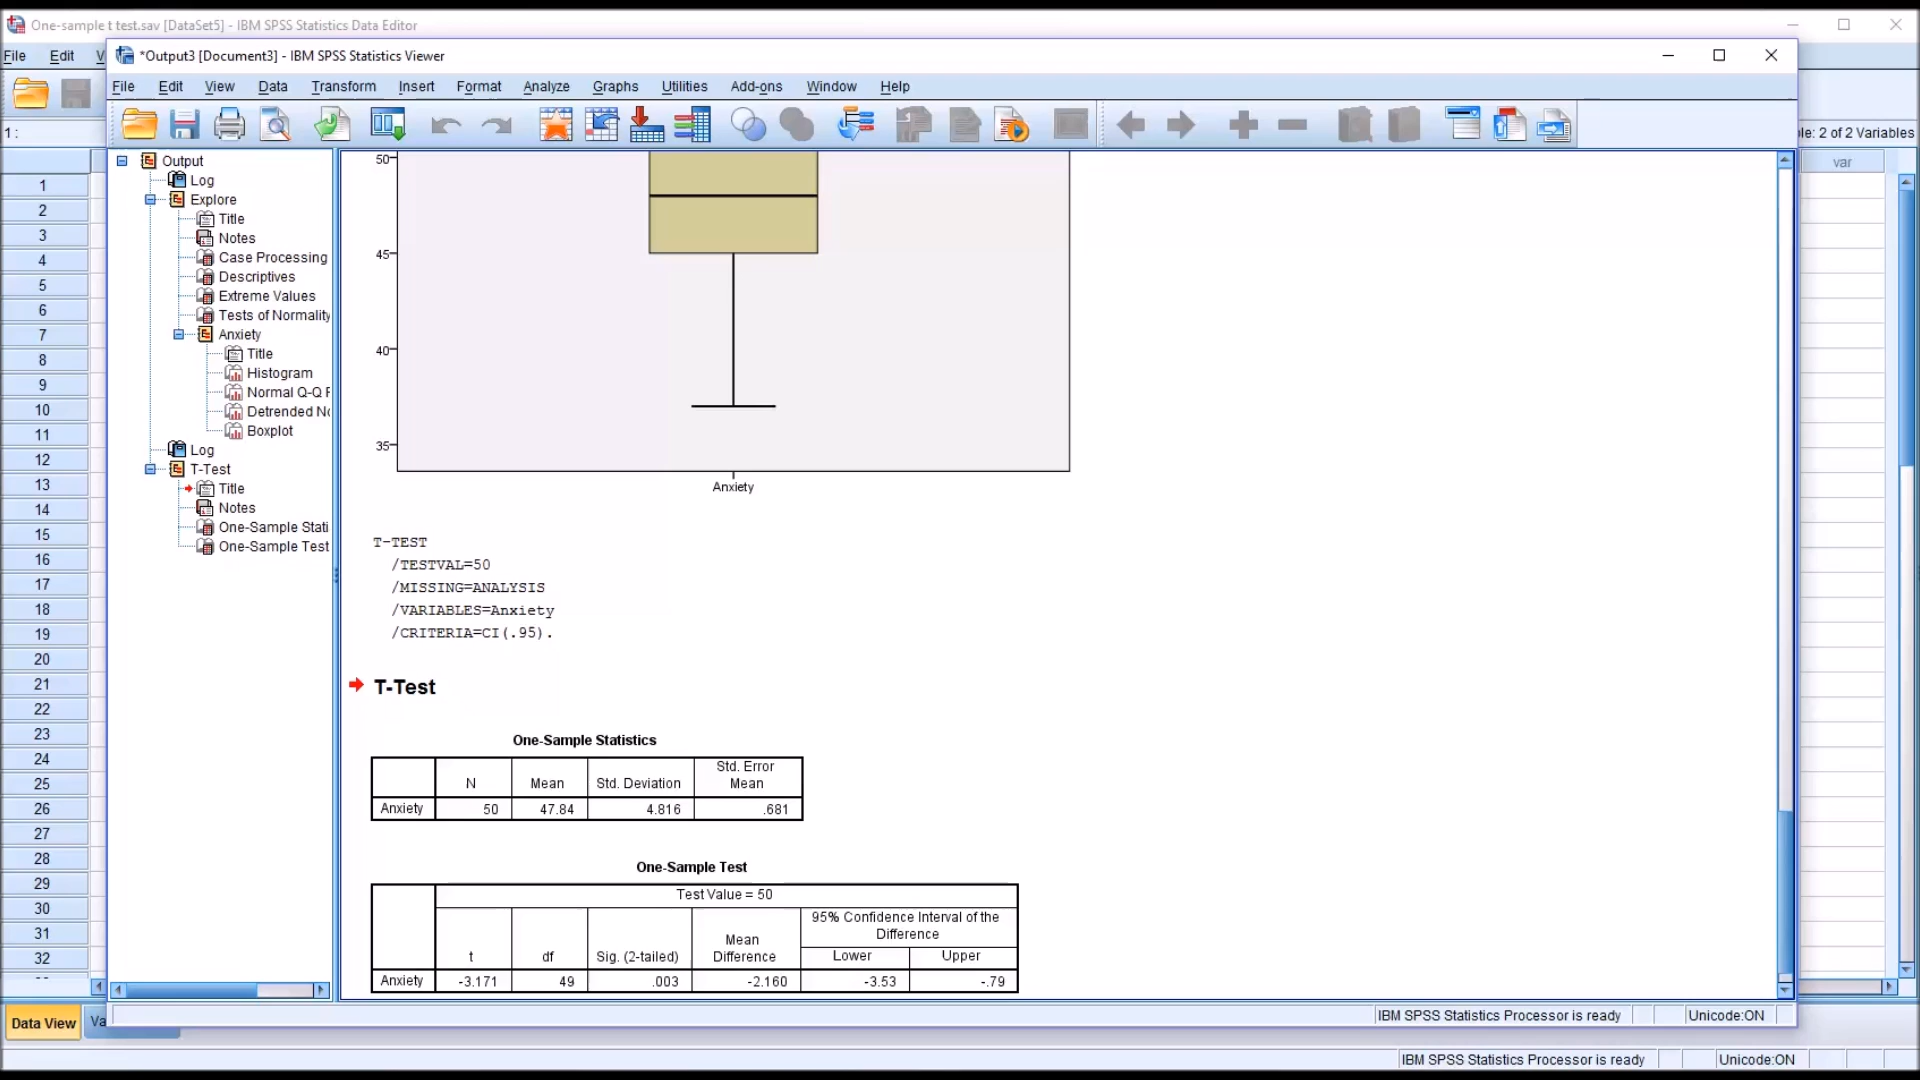 One-sample t test.sav [DataSet5] - IBM SPSS Statistics Data Editor
File Edit
*Output3 [Document3] - IBM SPSS Statistics Viewer
File Edit View Data Transform Insert Format Analyze Graphs Utilities Add-ons Window Help
1 :
2 of 2 Variables
var
1
2
3
4
5
6
7
8
9
10
11
12
13
14
15
16
17
18
19
20
21
22
23
24
25
26
27
28
29
30
31
32
Output
Log
Explore
Title
Notes
Case Processing
Descriptives
Extreme Values
Tests of Normality
Anxiety
Title
Histogram
Normal Q-Q
Detrended
Boxplot
Log
T-Test
Title
Notes
One-Sample Stati
One-Sample Test
50
45
40
35
Anxiety
T-TEST
/TESTVAL=50
/MISSING=ANALYSIS
/VARIABLES=Anxiety
/CRITERIA=CI(.95).
T-Test
One-Sample Statistics
N Mean Std. Deviation Std. Error Mean
Anxiety 50 47.84 4.816 .681
One-Sample Test
Test Value = 50
t df Sig. (2-tailed) Mean Difference 95% Confidence Interval of the Difference
Lower Upper
Anxiety -3.171 49 .003 -2.160 -3.53 -.79
IBM SPSS Statistics Processor is ready Unicode:ON
Data View Va
IBM SPSS Statistics Processor is ready Unicode:ON